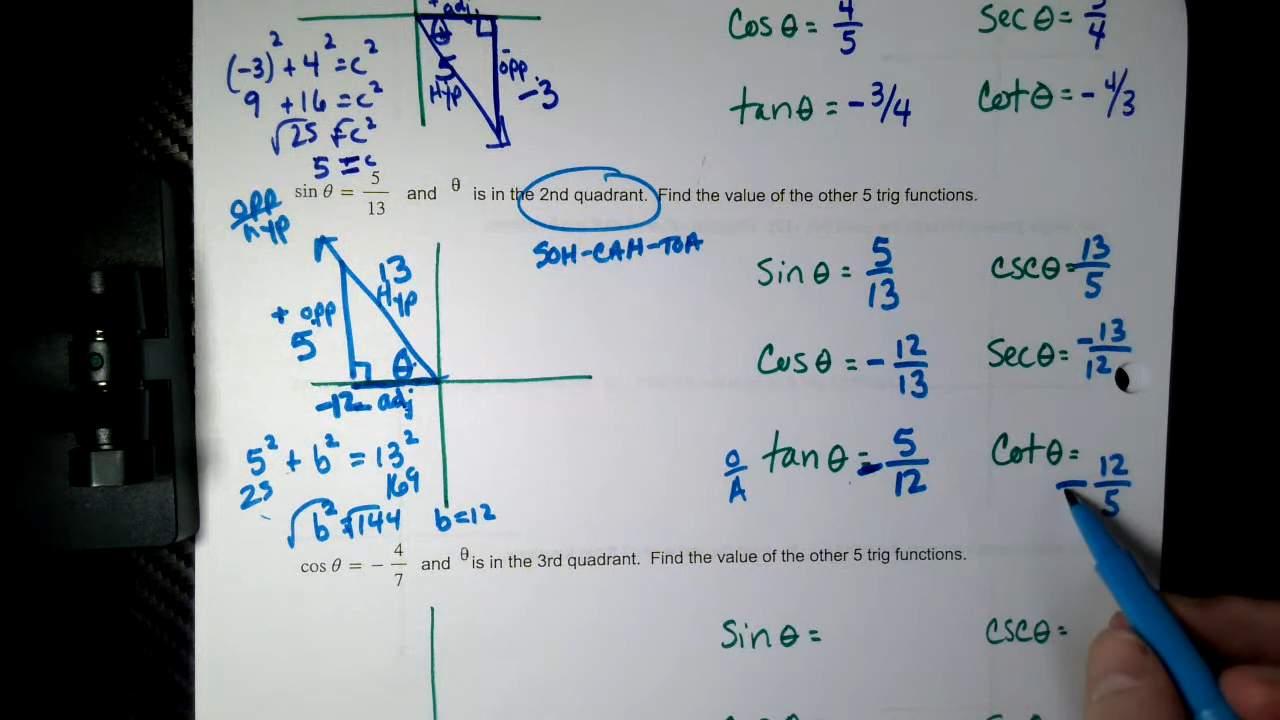 + adj
Cos θ = 4/5
Sec θ = 5/4
θ
(-3)² + 4² = c²
9 + 16 = c²
√25 = c²
5 = c
5
Hyp
- opp.
-3
tan θ = - 3/4
Cot θ = - 4/3
sin θ = 5/13 and θ is in the 2nd quadrant. Find the value of the other 5 trig functions.
opp/hyp
SOH-CAH-TOA
13
Hyp
+ opp
5
θ
-12 - adj
Sin θ = 5/13
csc θ = 13/5
Cos θ = - 12/13
Sec θ = -13/12
O/A tan θ = - 5/12
Cot θ = - 12/5
5² + b² = 13²
25 169
√b² = √144 b = 12
cos θ = - 4/7 and θ is in the 3rd quadrant. Find the value of the other 5 trig functions.
Sin θ =
csc θ =